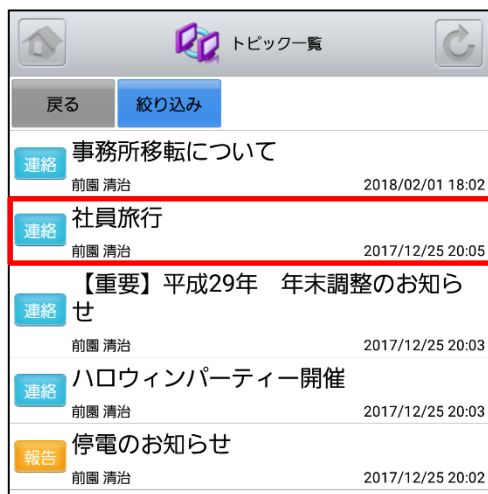 トピック一覧
戻る 絞り込み
連絡 事務所移転について
前園 清治 2018/02/01 18:02
連絡 社員旅行
前園 清治 2017/12/25 20:05
【重要】平成29年　年末調整のお知ら
連絡 せ
前園 清治 2017/12/25 20:03
連絡 ハロウィンパーティー開催
前園 清治 2017/12/25 20:03
報告 停電のお知らせ
前園 清治 2017/12/25 20:02